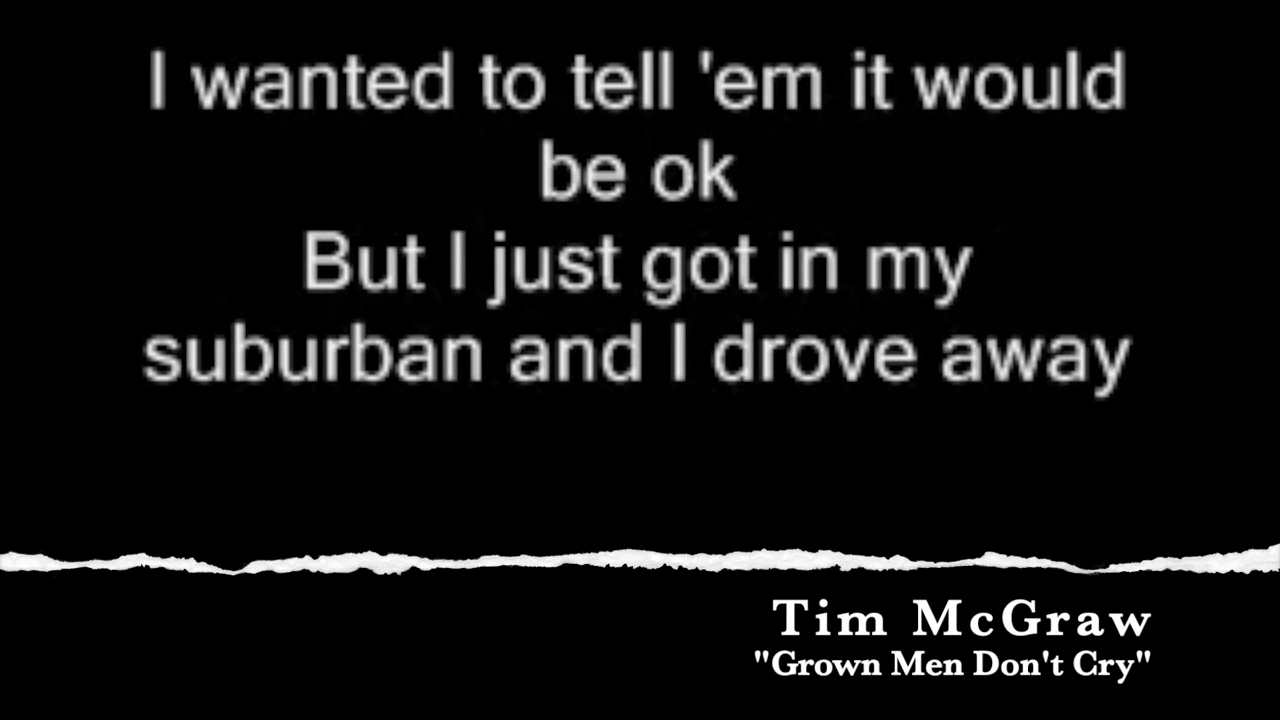 I wanted to tell 'em it would
be ok
But I just got in my
suburban and I drove away
Tim McGraw
"Grown Men Don't Cry"